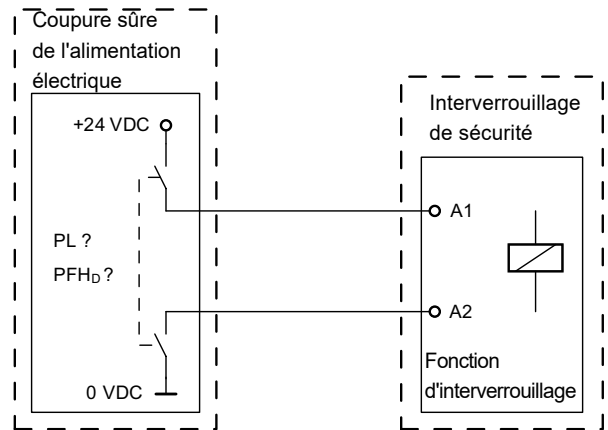 Coupure sûre
de l'alimentation
électrique
+24 VDC
PL ?
PFHD ?
0 VDC
Interverrouillage
de sécurité
A1
A2
Fonction
d'interverrouillage